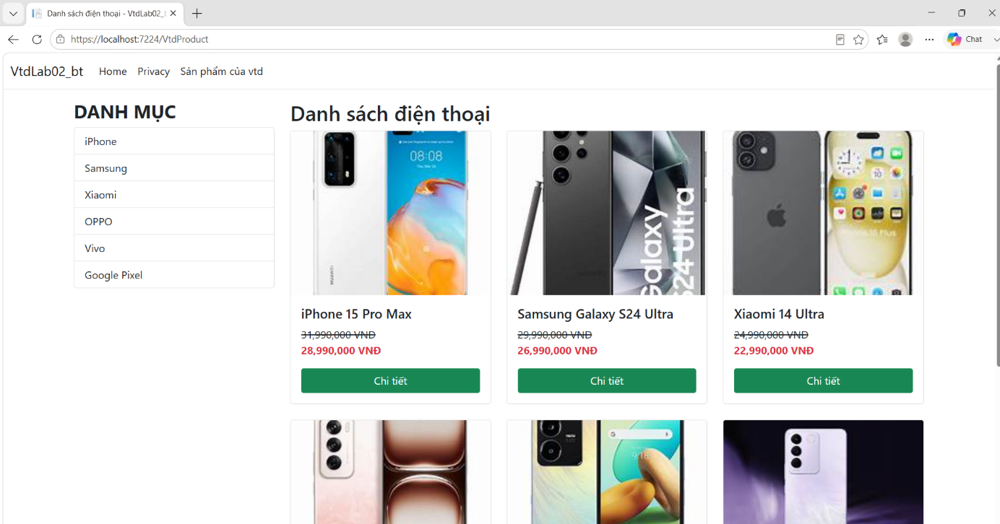 Danh sách điện thoại - VtdLab02_l
https://localhost:7224/VtdProduct
Chat
VtdLab02_bt Home Privacy Sản phẩm của vtd
DANH MỤC
iPhone
Samsung
Xiaomi
OPPO
Vivo
Google Pixel
Danh sách điện thoại
08:08
HUAWEI
Galaxy
S24 Ultra
10
iPhone 15 Plus
iPhone 15 Pro Max
31,990,000 VNĐ
28,990,000 VNĐ
Chi tiết
Samsung Galaxy S24 Ultra
29,990,000 VNĐ
26,990,000 VNĐ
Chi tiết
Xiaomi 14 Ultra
24,990,000 VNĐ
22,990,000 VNĐ
Chi tiết
G
9:18